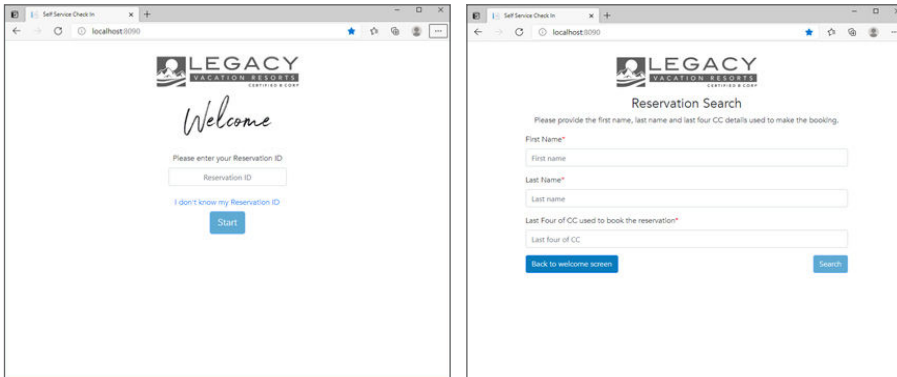 Self Service Check In
localhost:8090
LEGACY
VACATION RESORTS
CERTIFIED B CORP
Welcome
Please enter your Reservation ID
Reservation ID
I don't know my Reservation ID
Start
Self Service Check In
localhost:8090
LEGACY
VACATION RESORTS
CERTIFIED B CORP
Reservation Search
Please provide the first name, last name and last four CC details used to make the booking.
First Name*
First name
Last Name*
Last name
Last Four of CC used to book the reservation*
Last four of CC
Back to welcome screen Search